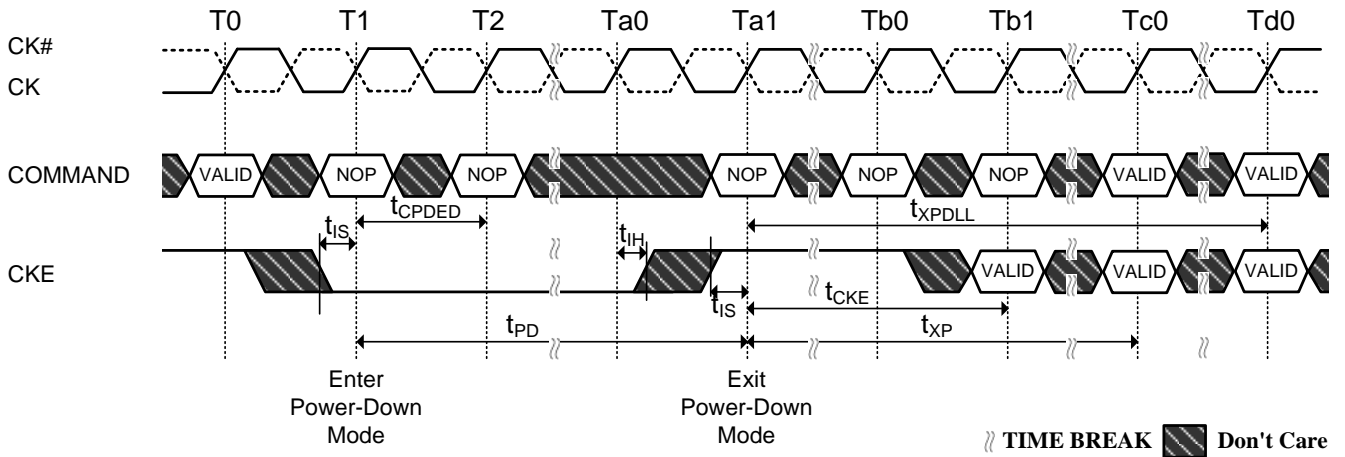 T0 T1 T2 Ta0 Ta1 Tb0 Tb1 Tc0 Td0
CK#
CK
COMMAND VALID NOP NOP NOP NOP NOP VALID VALID
tCPDED tXPDLL
tIS tIH
CKE VALID VALID VALID
tIS tCKE
tPD tXP
Enter Power-Down Mode
Exit Power-Down Mode
TIME BREAK Don't Care